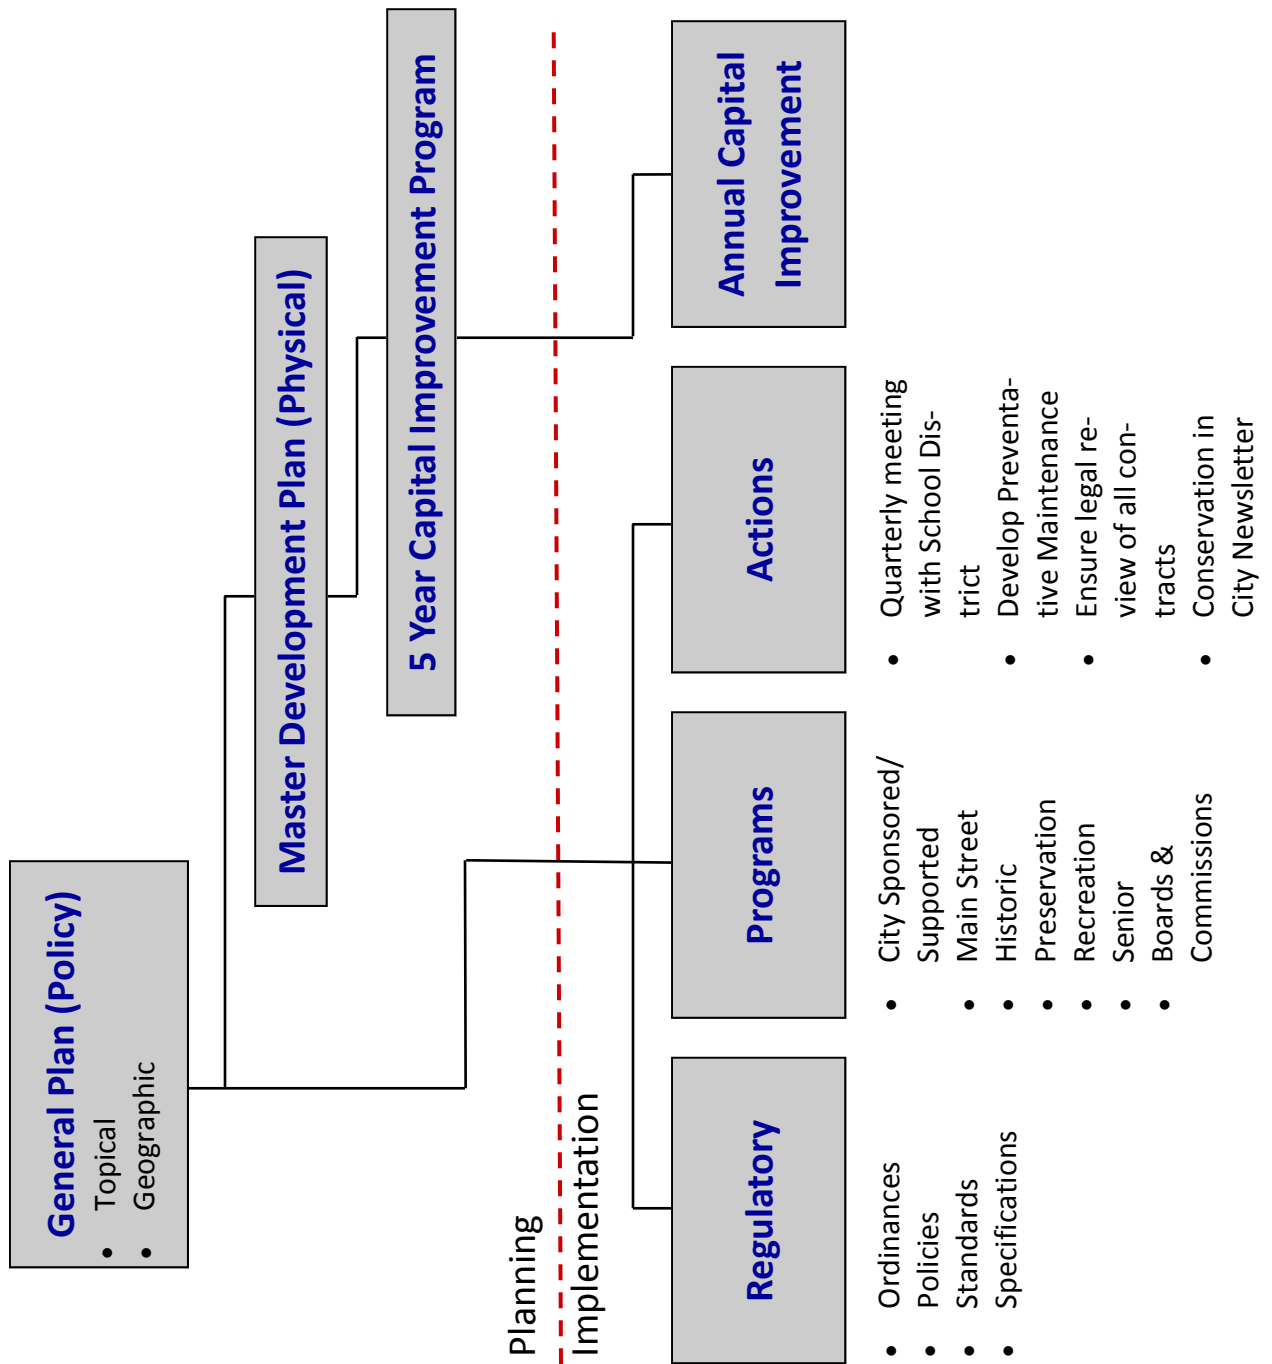 General Plan (Policy)
• Topical
• Geographic
Master Development Plan (Physical)
5 Year Capital Improvement Program
Planning
Implementation
Regulatory
• Ordinances
• Policies
• Standards
• Specifications
Programs
• City Sponsored/
Supported
• Main Street
• Historic
• Preservation
• Recreation
• Senior
• Boards &
Commissions
Actions
• Quarterly meeting
with School Dis-
trict
• Develop Preventa-
tive Maintenance
• Ensure legal re-
view of all con-
tracts
• Conservation in
City Newsletter
Annual Capital
Improvement